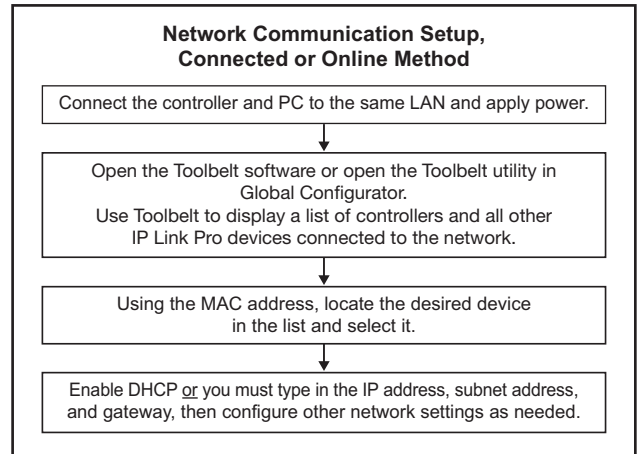 Network Communication Setup,
Connected or Online Method
Connect the controller and PC to the same LAN and apply power.
Open the Toolbelt software or open the Toolbelt utility in
Global Configurator.
Use Toolbelt to display a list of controllers and all other
IP Link Pro devices connected to the network.
Using the MAC address, locate the desired device
in the list and select it.
Enable DHCP or you must type in the IP address, subnet address,
and gateway, then configure other network settings as needed.